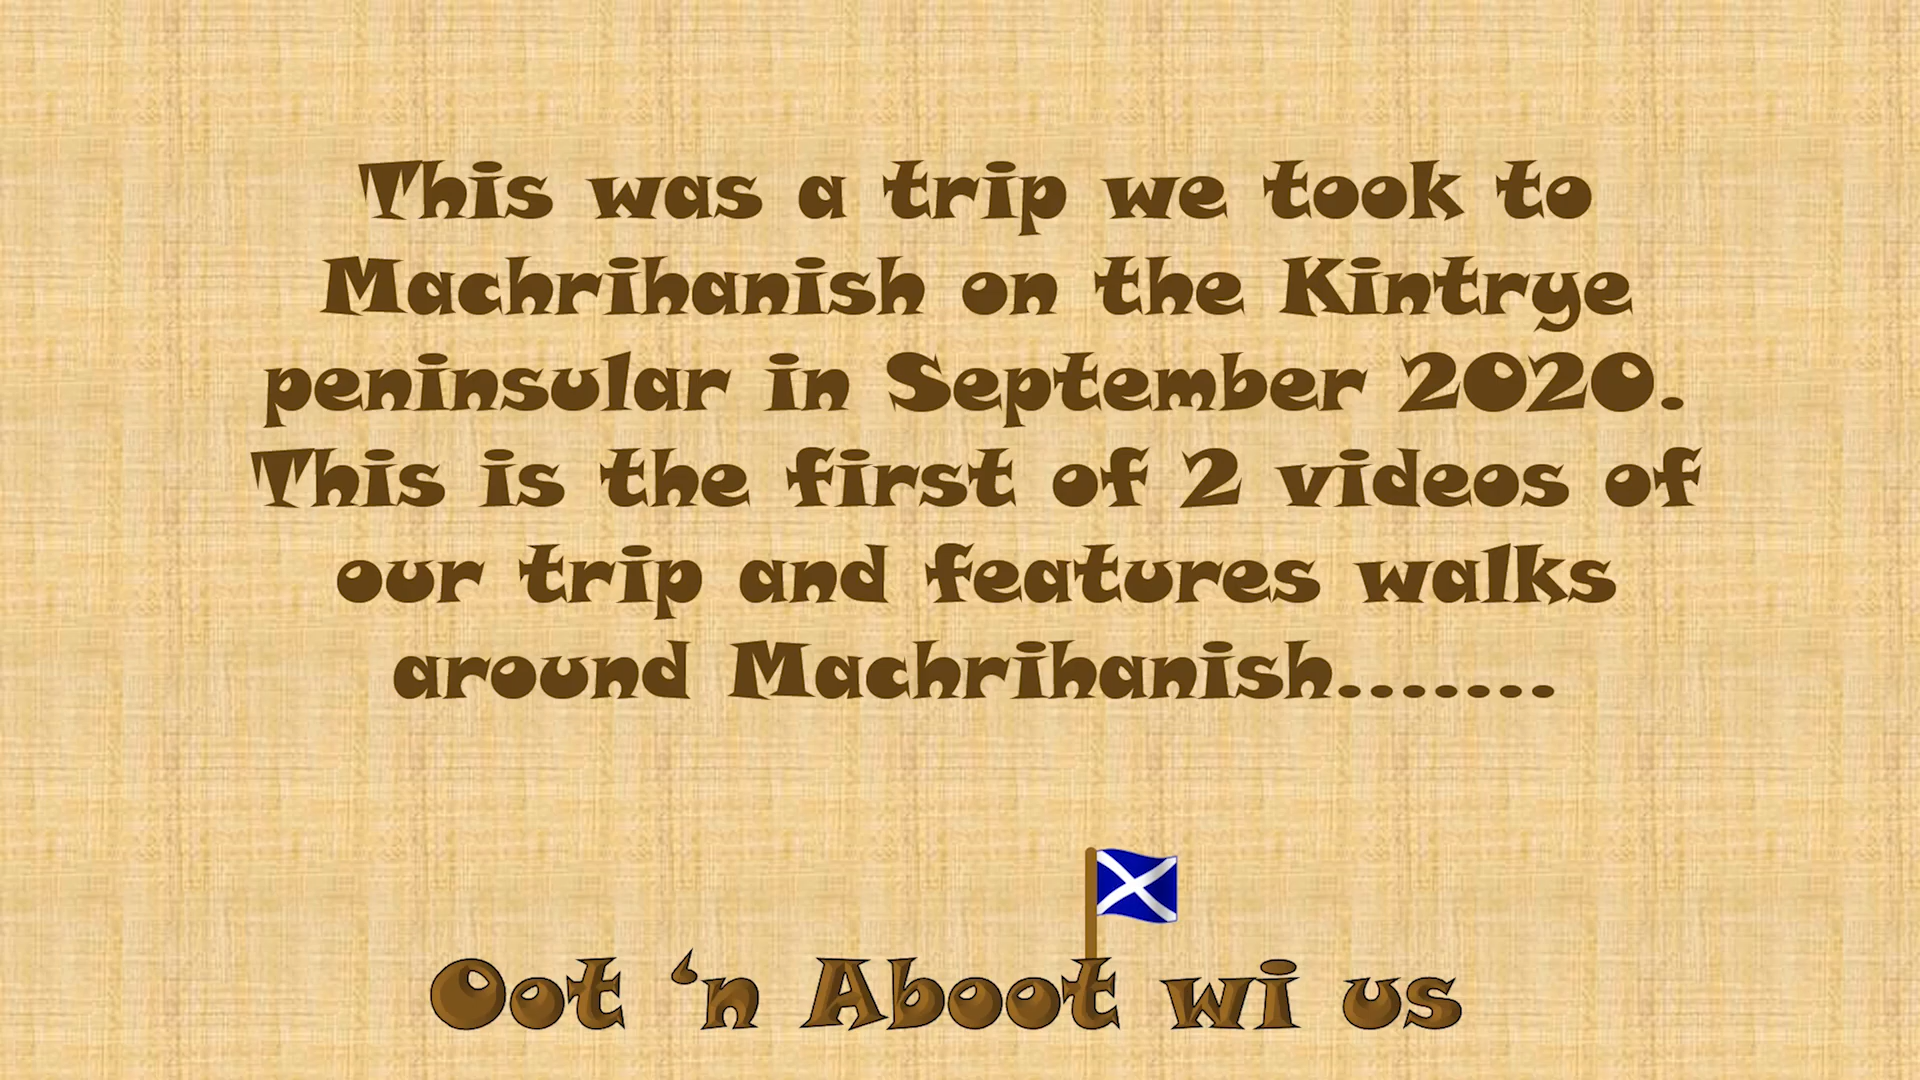 This was a trip we took to
Machrihanish on the Kintrye
peninsular in September 2020.
This is the first of 2 videos of
our trip and features walks
around Machrihanish.......
Oot ‘n Aboot wi us